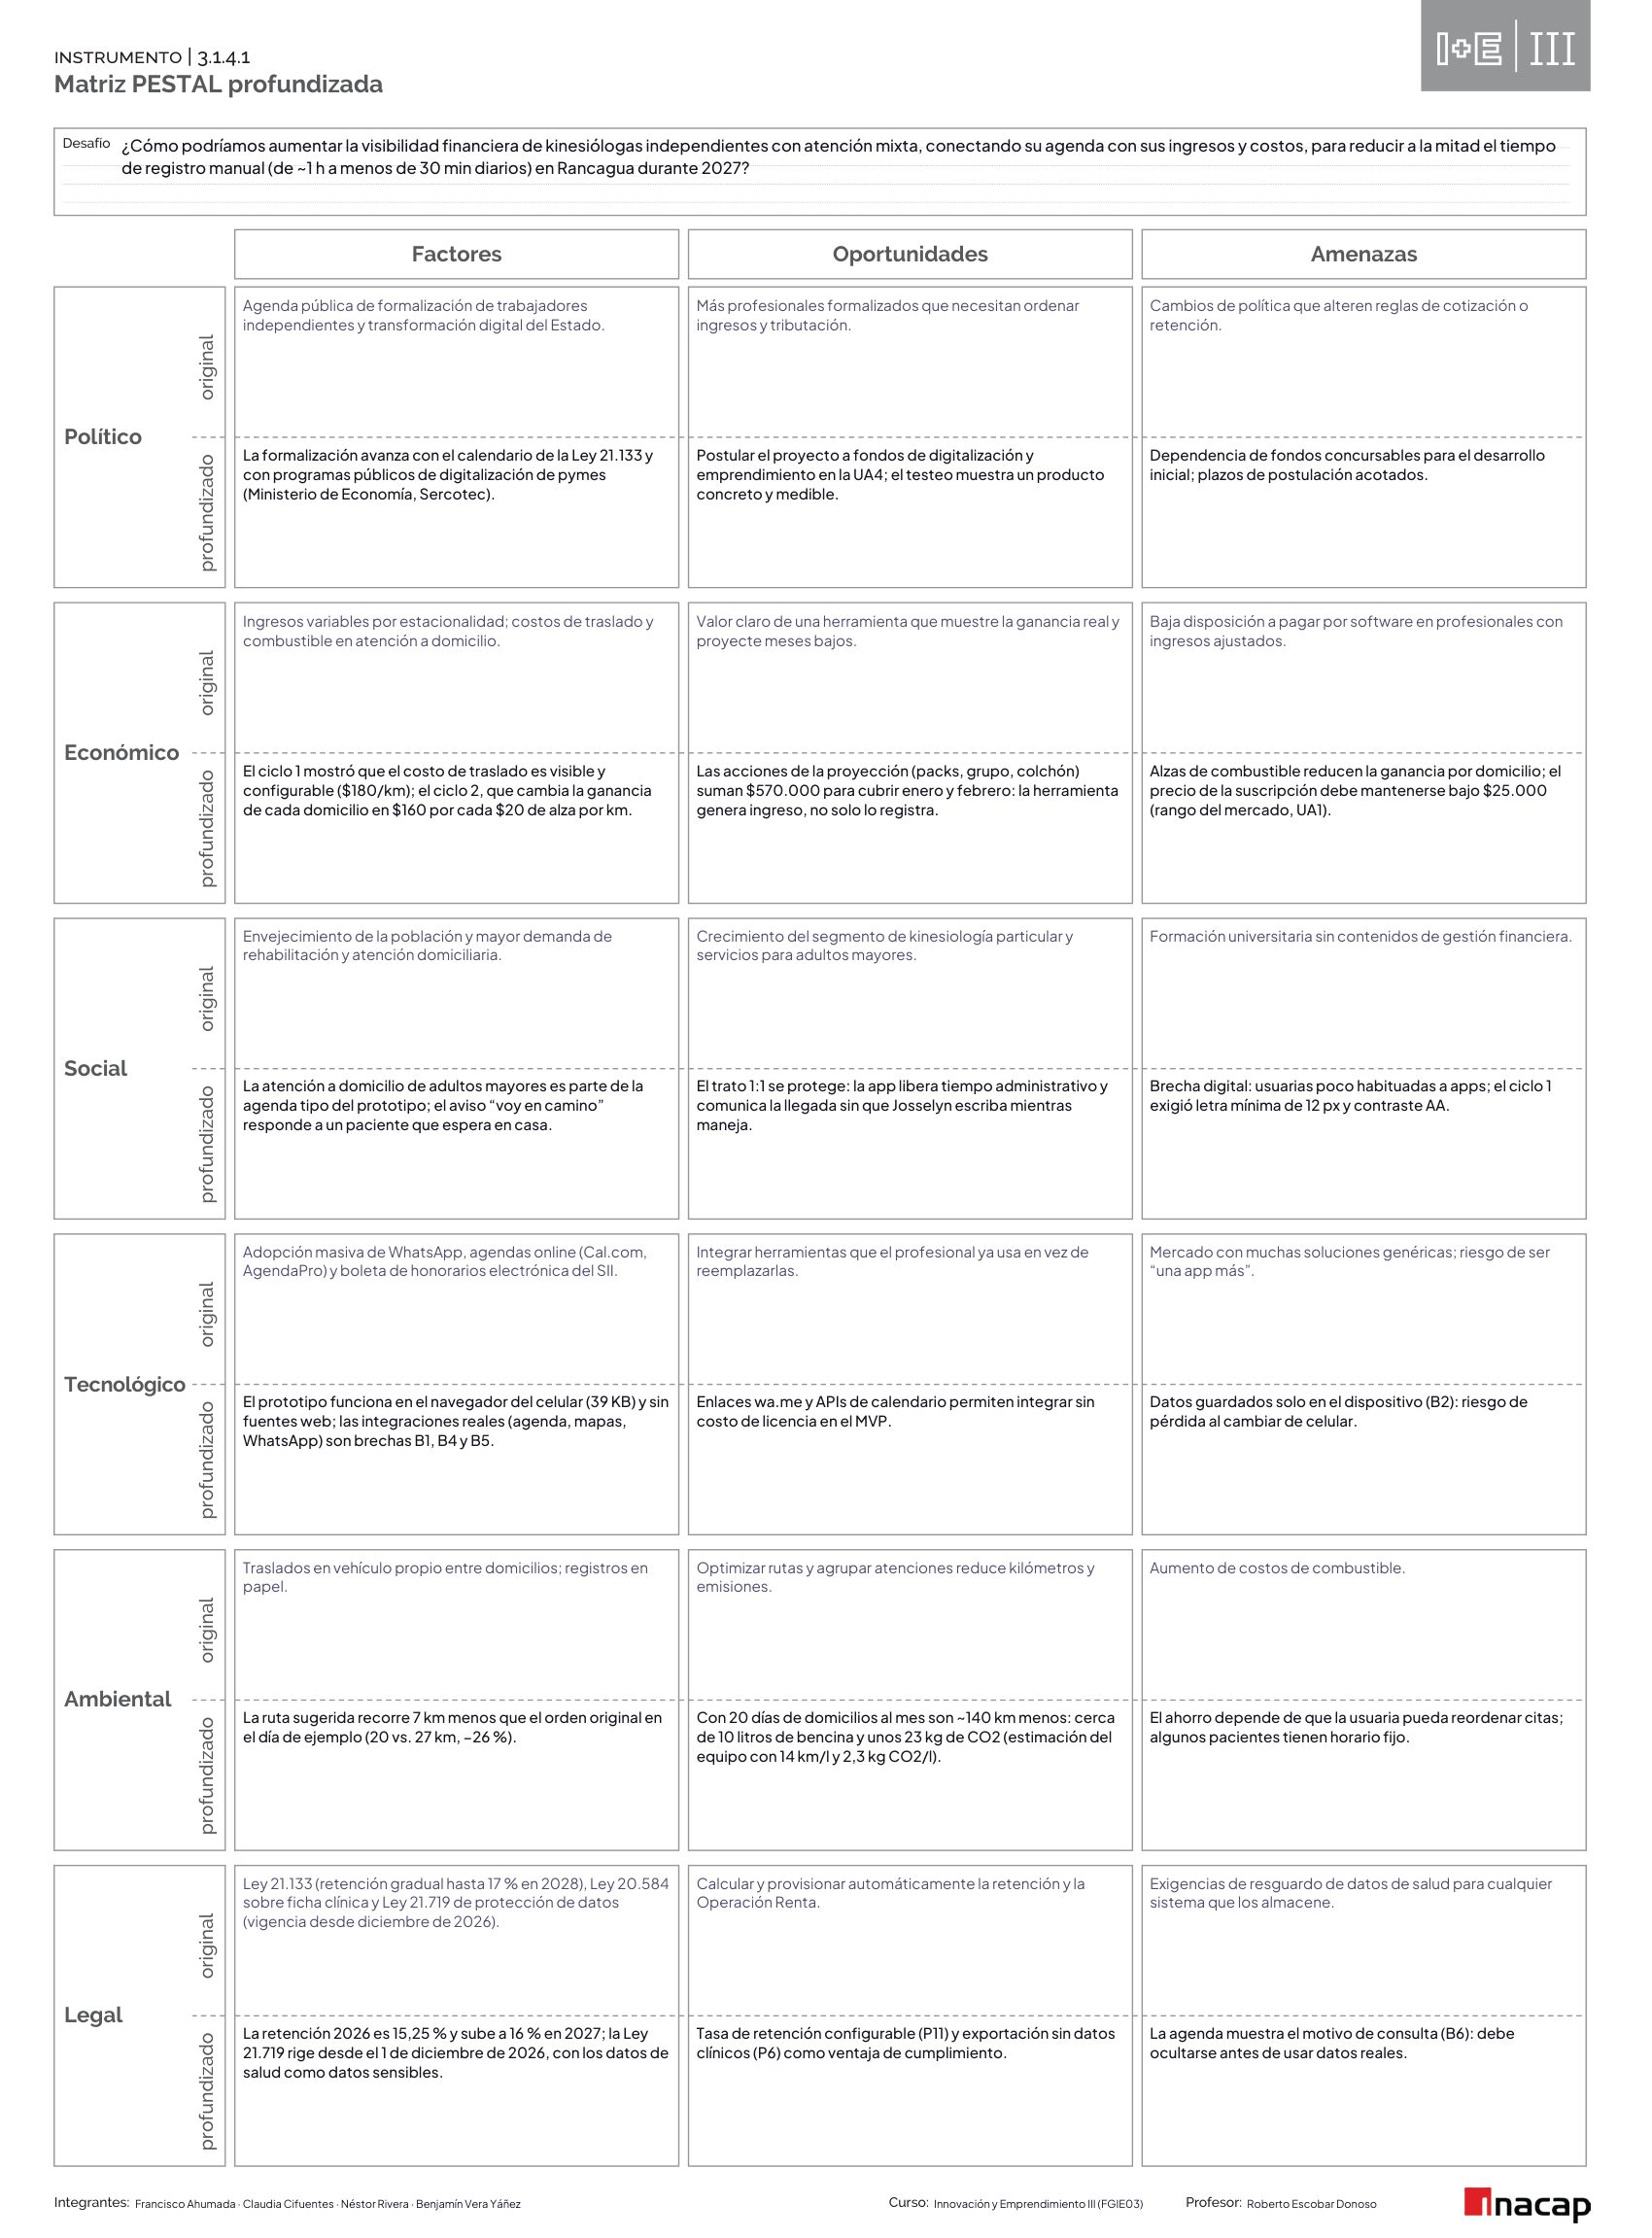 INSTRUMENTO | 3.1.4.1
Matriz PESTAL profundizada
I+E | III
Desafío ¿Cómo podríamos aumentar la visibilidad financiera de kinesiólogas independientes con atención mixta, conectando su agenda con sus ingresos y costos, para reducir a la mitad el tiempo
de registro manual (de ~1 h a menos de 30 min diarios) en Rancagua durante 2027?
Factores
Oportunidades
Amenazas
Político
original
Agenda pública de formalización de trabajadores
independientes y transformación digital del Estado.
Más profesionales formalizados que necesitan ordenar
ingresos y tributación.
Cambios de política que alteren reglas de cotización o
retención.
profundizado
La formalización avanza con el calendario de la Ley 21.133 y
con programas públicos de digitalización de pymes
(Ministerio de Economía, Sercotec).
Postular el proyecto a fondos de digitalización y
emprendimiento en la UA4; el testeo muestra un producto
concreto y medible.
Dependencia de fondos concursables para el desarrollo
inicial; plazos de postulación acotados.
Económico
original
Ingresos variables por estacionalidad; costos de traslado y
combustible en atención a domicilio.
Valor claro de una herramienta que muestre la ganancia real y
proyecte meses bajos.
Baja disposición a pagar por software en profesionales con
ingresos ajustados.
profundizado
El ciclo 1 mostró que el costo de traslado es visible y
configurable ($180/km); el ciclo 2, que cambia la ganancia
de cada domicilio en $160 por cada $20 de alza por km.
Las acciones de la proyección (packs, grupo, colchón)
suman $570.000 para cubrir enero y febrero: la herramienta
genera ingreso, no solo lo registra.
Alzas de combustible reducen la ganancia por domicilio; el
precio de la suscripción debe mantenerse bajo $25.000
(rango del mercado, UA1).
Social
original
Envejecimiento de la población y mayor demanda de
rehabilitación y atención domiciliaria.
Crecimiento del segmento de kinesiología particular y
servicios para adultos mayores.
Formación universitaria sin contenidos de gestión financiera.
profundizado
La atención a domicilio de adultos mayores es parte de la
agenda tipo del prototipo; el aviso “voy en camino”
responde a un paciente que espera en casa.
El trato 1:1 se protege: la app libera tiempo administrativo y
comunica la llegada sin que Josselyn escriba mientras
maneja.
Brecha digital: usuarias poco habituadas a apps; el ciclo 1
exigió letra mínima de 12 px y contraste AA.
Tecnológico
original
Adopción masiva de WhatsApp, agendas online (Cal.com,
AgendaPro) y boleta de honorarios electrónica del SII.
Integrar herramientas que el profesional ya usa en vez de
reemplazarlas.
Mercado con muchas soluciones genéricas; riesgo de ser
“una app más”.
profundizado
El prototipo funciona en el navegador del celular (39 KB) y sin
fuentes web; las integraciones reales (agenda, mapas,
WhatsApp) son brechas B1, B4 y B5.
Enlaces wa.me y APIs de calendario permiten integrar sin
costo de licencia en el MVP.
Datos guardados solo en el dispositivo (B2): riesgo de
pérdida al cambiar de celular.
Ambiental
original
Traslados en vehículo propio entre domicilios; registros en
papel.
Optimizar rutas y agrupar atenciones reduce kilómetros y
emisiones.
Aumento de costos de combustible.
profundizado
La ruta sugerida recorre 7 km menos que el orden original en
el día de ejemplo (20 vs. 27 km, −26 %).
Con 20 días de domicilios al mes son ~140 km menos: cerca
de 10 litros de bencina y unos 23 kg de CO2 (estimación del
equipo con 14 km/l y 2,3 kg CO2/l).
El ahorro depende de que la usuaria pueda reordenar citas;
algunos pacientes tienen horario fijo.
Legal
original
Ley 21.133 (retención gradual hasta 17 % en 2028), Ley 20.584
sobre ficha clínica y Ley 21.719 de protección de datos
(vigencia desde diciembre de 2026).
Calcular y provisionar automáticamente la retención y la
Operación Renta.
Exigencias de resguardo de datos de salud para cualquier
sistema que los almacene.
profundizado
La retención 2026 es 15,25 % y sube a 16 % en 2027; la Ley
21.719 rige desde el 1 de diciembre de 2026, con los datos de
salud como datos sensibles.
Tasa de retención configurable (P11) y exportación sin datos
clínicos (P6) como ventaja de cumplimiento.
La agenda muestra el motivo de consulta (B6): debe
ocultarse antes de usar datos reales.
Integrantes: Francisco Ahumada · Claudia Cifuentes · Néstor Rivera · Benjamín Vera Yáñez
Curso: Innovación y Emprendimiento III (FGIE03)
Profesor: Roberto Escobar Donoso
inacap